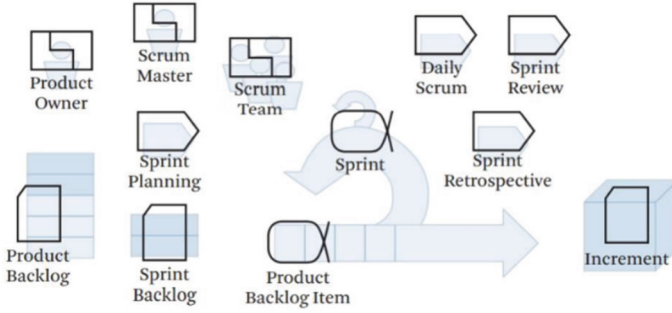 Product
Owner
Scrum
Master
Scrum
Team
Daily
Scrum
Sprint
Review
Sprint
Planning
Sprint
Sprint
Retrospective
Product
Backlog
Sprint
Backlog
Product
Backlog Item
Increment